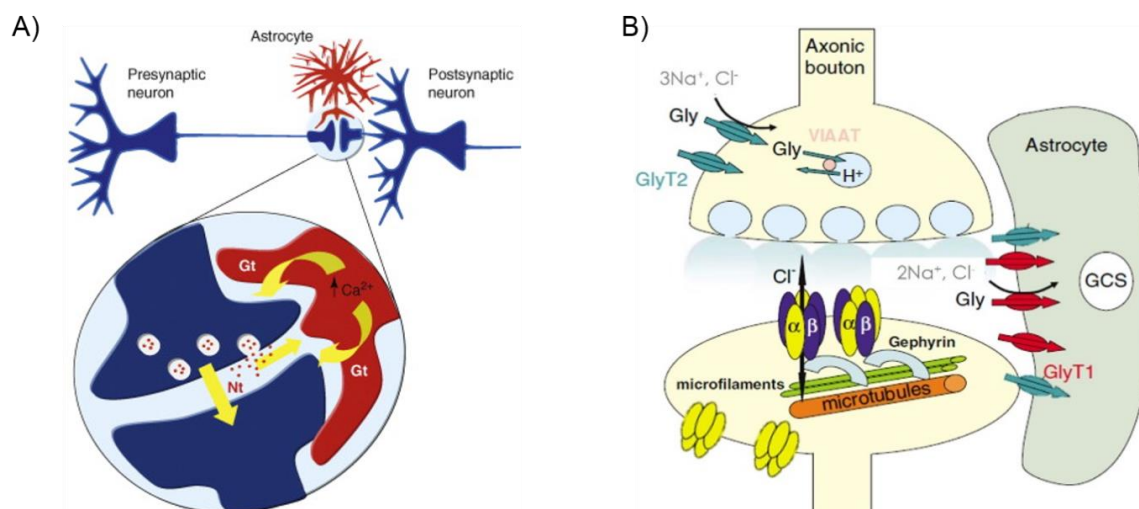 A)
Astrocyte
Presynaptic
neuron
Postsynaptic
neuron
Gt
Ca²⁺
Nt
Gt
B)
Axonic
bouton
3Na⁺, Cl⁻
Gly
Gly
VIAAT
H⁺
GlyT2
Astrocyte
Cl⁻
2Na⁺, Cl⁻
Gly
GCS
α
β
α
β
Gephyrin
microfilaments
microtubules
GlyT1